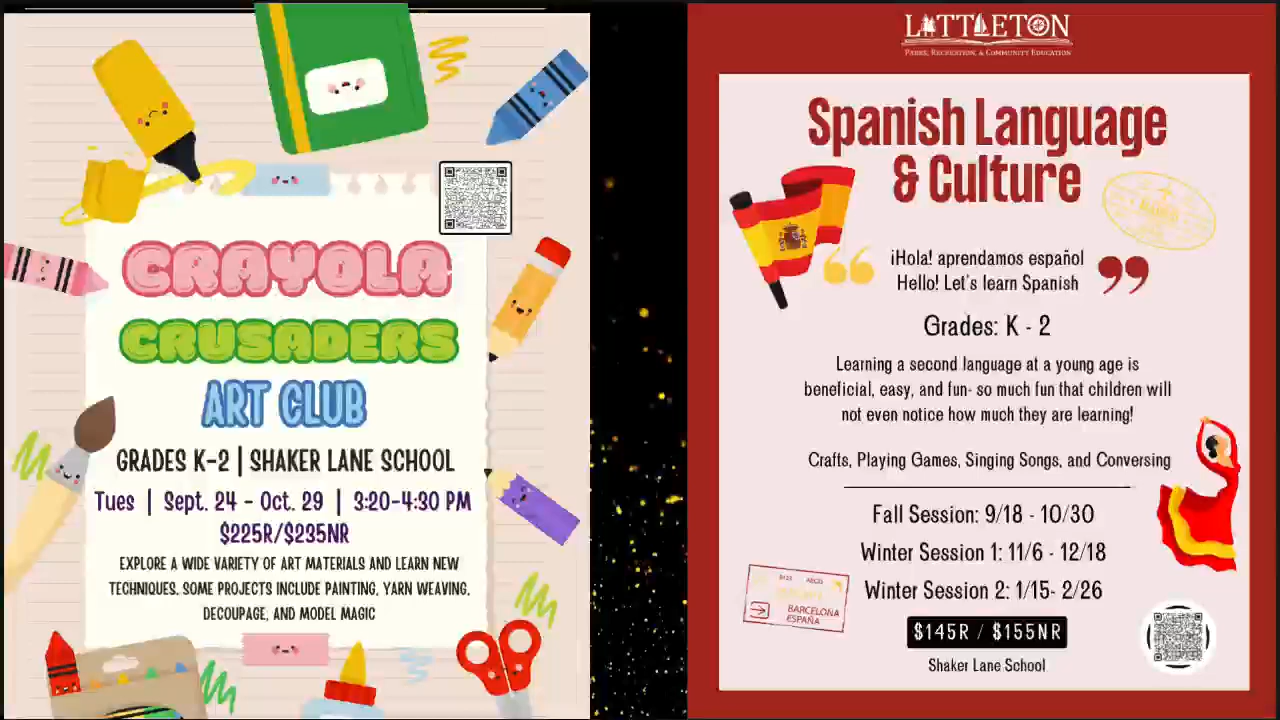 CRAYOLA
CRUSADERS
ART CLUB
GRADES K-2 | SHAKER LANE SCHOOL
Tues | Sept. 24 - Oct. 29 | 3:20-4:30 PM
$225R/$235NR
EXPLORE A WIDE VARIETY OF ART MATERIALS AND LEARN NEW
TECHNIQUES. SOME PROJECTS INCLUDE PAINTING, YARN WEAVING,
DECOUPAGE, AND MODEL MAGIC
LITTLETON
PARKS, RECREATION, & COMMUNITY EDUCATION
Spanish Language
& Culture
¡Hola! aprendamos español
Hello! Let's learn Spanish
Grades: K - 2
Learning a second language at a young age is
beneficial, easy, and fun- so much fun that children will
not even notice how much they are learning!
Crafts, Playing Games, Singing Songs, and Conversing
Fall Session: 9/18 - 10/30
Winter Session 1: 11/6 - 12/18
Winter Session 2: 1/15- 2/26
BARCELONA
ESPAÑA
$145R / $155NR
Shaker Lane School